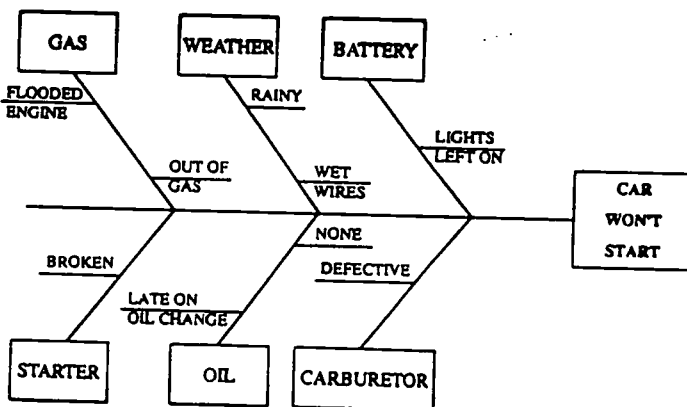 GAS
WEATHER
BATTERY
FLOODED
ENGINE
RAINY
LIGHTS
LEFT ON
OUT OF
GAS
WET
WIRES
CAR
WON'T
START
NONE
BROKEN
DEFECTIVE
LATE ON
OIL CHANGE
STARTER
OIL
CARBURETOR